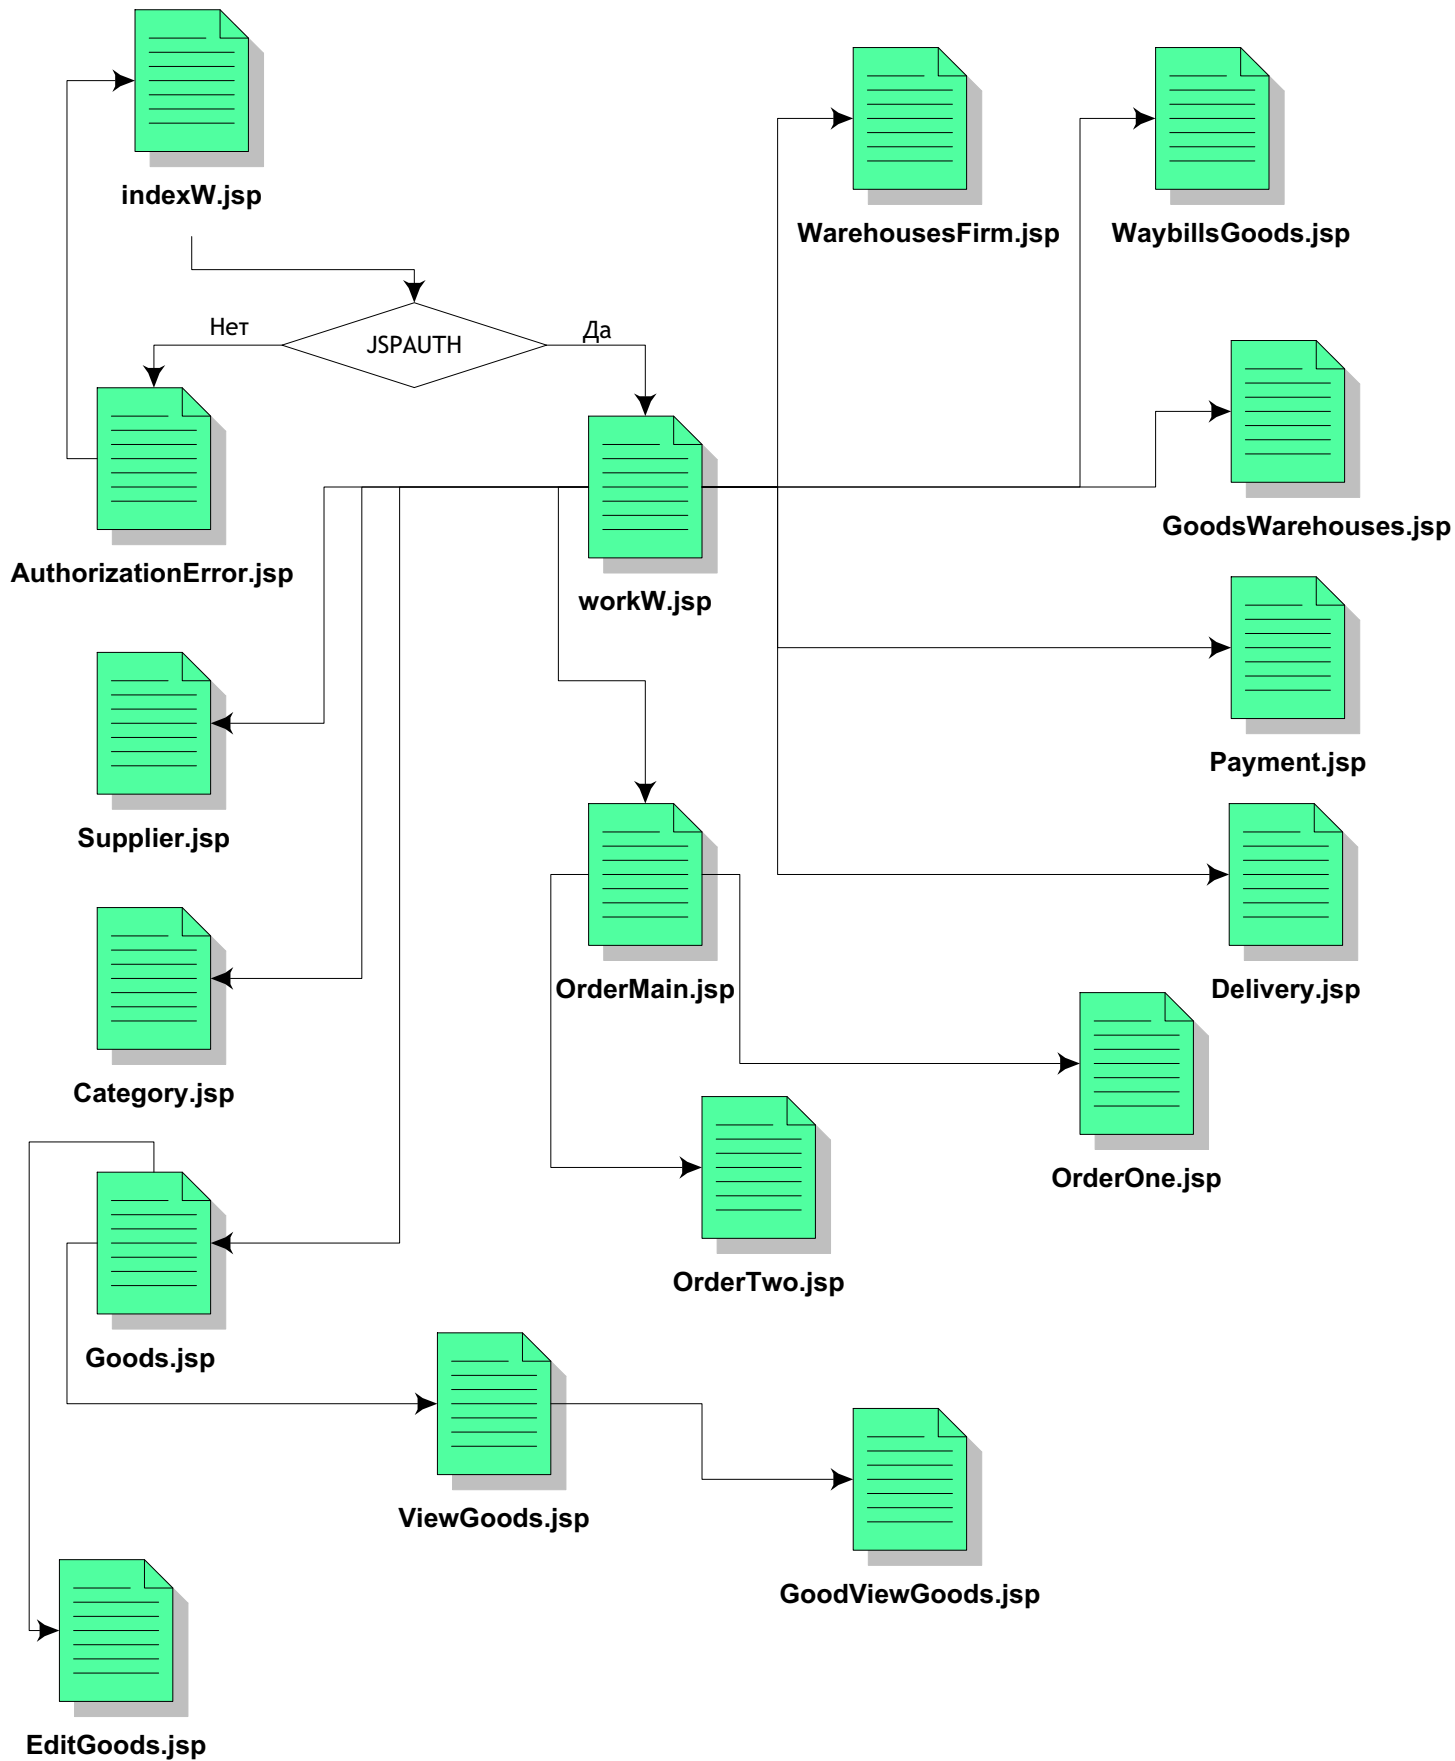 indexW.jsp
WarehousesFirm.jsp
WaybillsGoods.jsp
Нет
JSPAUTH
Да
GoodsWarehouses.jsp
AuthorizationError.jsp
workW.jsp
Payment.jsp
Supplier.jsp
OrderMain.jsp
Delivery.jsp
Category.jsp
OrderOne.jsp
OrderTwo.jsp
Goods.jsp
ViewGoods.jsp
GoodViewGoods.jsp
EditGoods.jsp